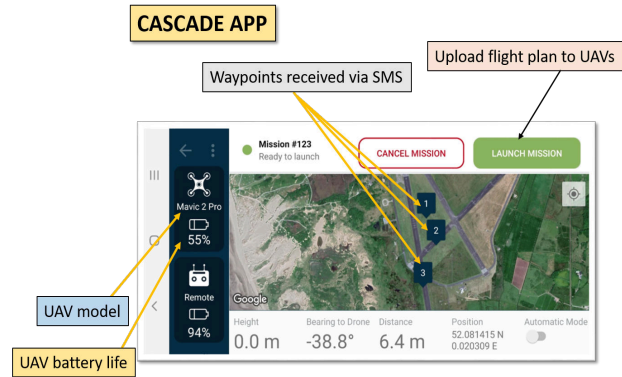 CASCADE APP
Upload flight plan to UAVs
Waypoints received via SMS
Mission #123
Ready to launch
CANCEL MISSION
LAUNCH MISSION
Mavic 2 Pro
55%
Remote
94%
1
2
3
Google
UAV model
UAV battery life
Height
0.0 m
Bearing to Drone
-38.8°
Distance
6.4 m
Position
52.081415 N
0.020309 E
Automatic Mode